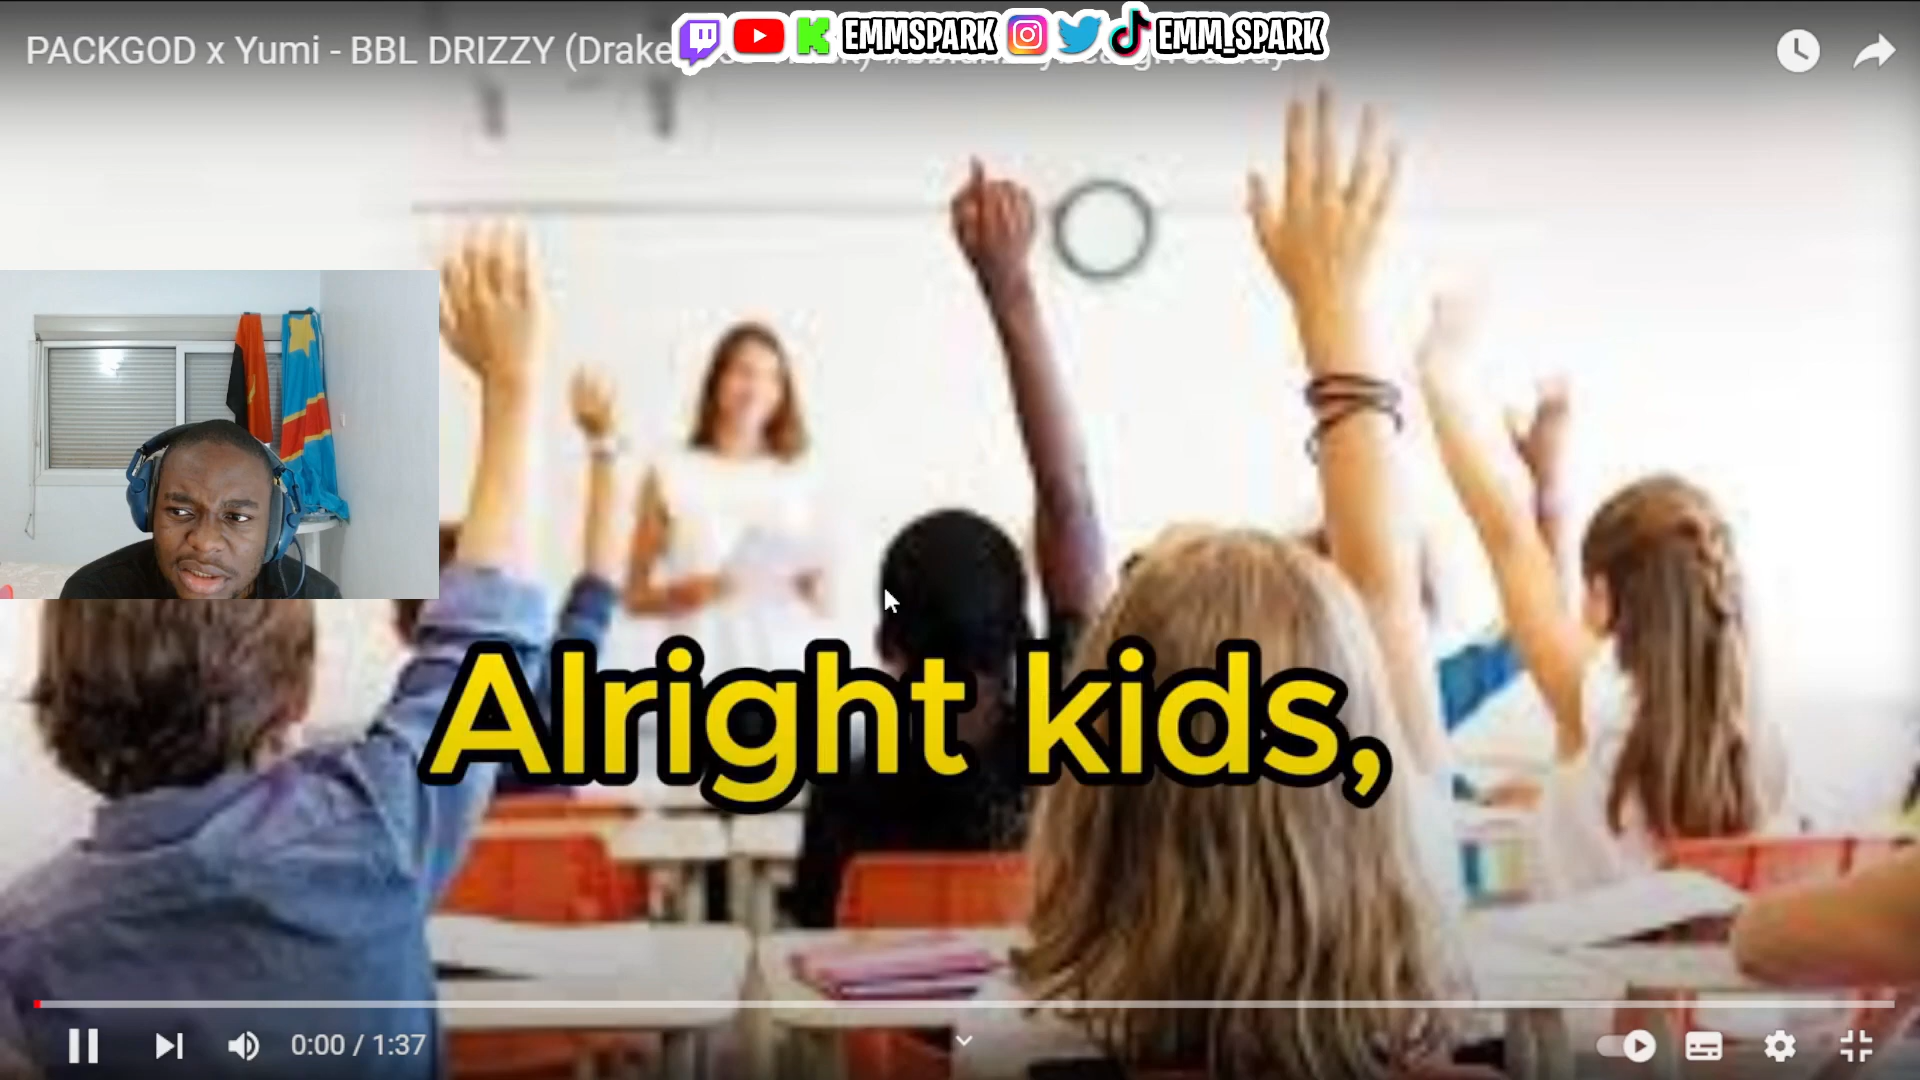 PACKGOD x Yumi - BBL DRIZZY (Drake
EMMSPARK
EMM_SPARK
Alright kids,
0:00 / 1:37